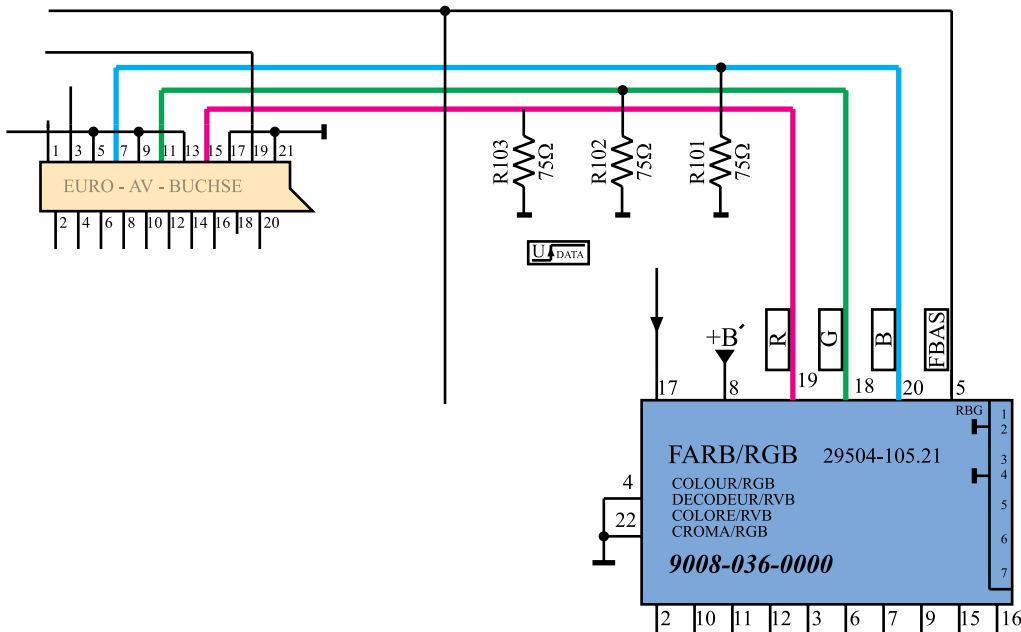 1 3 5 7 9 11 13 15 17 19 21
EURO - AV - BUCHSE
2 4 6 8 10 12 14 16 18 20
R103
75Ω
R102
75Ω
R101
75Ω
U DATA
+B´
R
G
B
FBAS
17 8 19 18 20 5
FARB/RGB 29504-105.21
COLOUR/RGB
DECODEUR/RVB
COLORE/RVB
CROMA/RGB
9008-036-0000
4
22
RBG
1
2
3
4
5
6
7
2 10 11 12 3 6 7 9 15 16